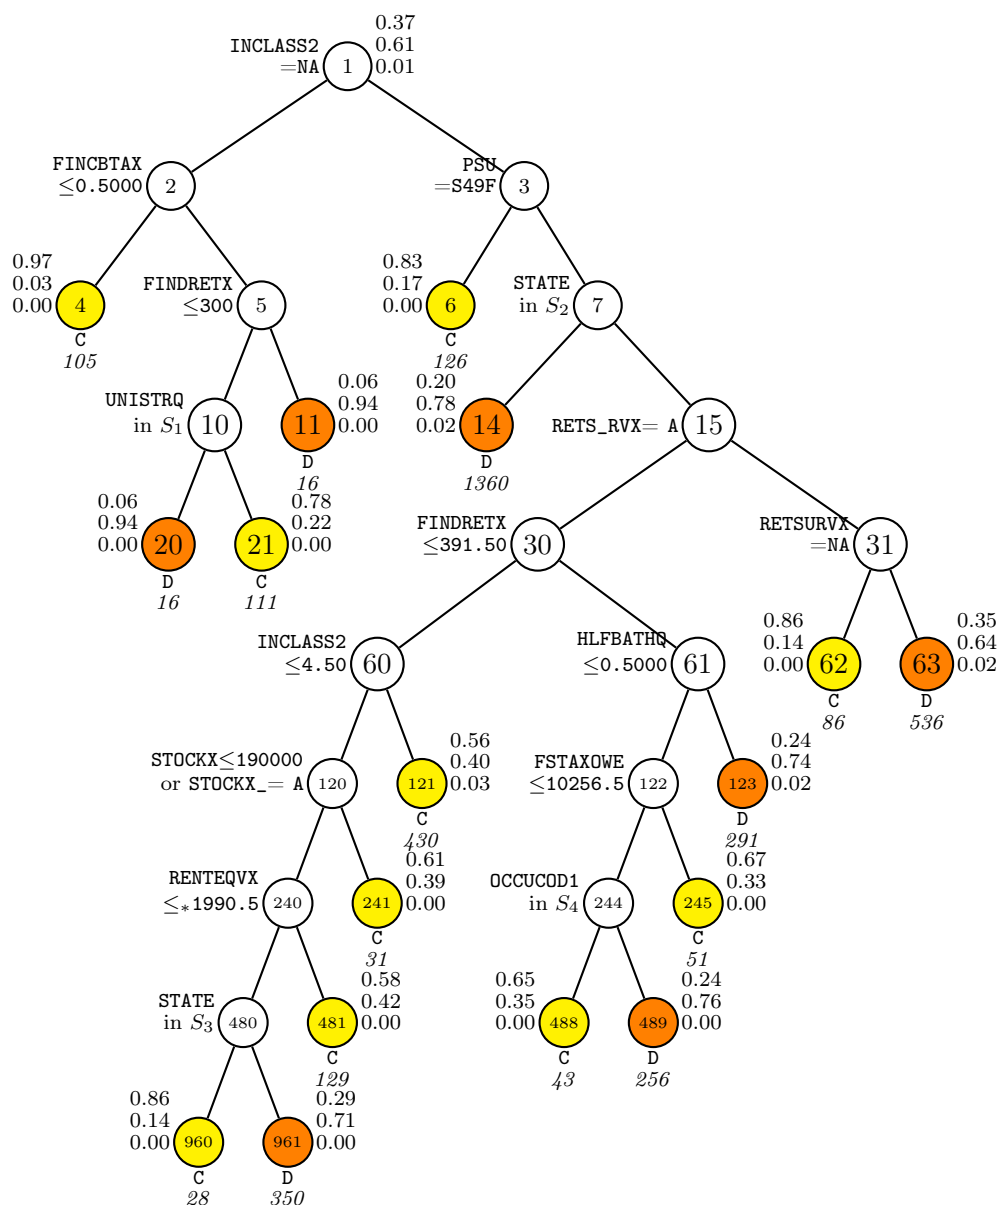 0.37
INCLASS2 0.61
=NA 1 0.01
FINCBTAX PSU
≤0.5000 2 =S49F 3
0.97 0.83
0.03 FINDRETX 0.17 STATE
0.00 4 ≤300 5 0.00 6 in S2 7
C C
105 126
0.06 0.20
UNISTRQ 0.94 0.78
in S1 10 11 0.00 0.02 14 RETS_RVX= A 15
D D
16 1360
0.06 0.78
0.94 0.22 FINDRETX RETSURVX
0.00 20 21 0.00 ≤391.50 30 =NA 31
D C
16 111
0.86 0.35
INCLASS2 HLFBATHQ 0.14 0.64
≤4.50 60 ≤0.5000 61 0.00 62 63 0.02
C D
86 536
0.56 0.24
STOCKX≤190000 0.40 FSTAXOWE 0.74
or STOCKX_= A 120 121 0.03 ≤10256.5 122 123 0.02
C D
430 291
0.61 0.67
RENTEQVX 0.39 OCCUCOD1 0.33
≤*1990.5 240 241 0.00 in S4 244 245 0.00
C C
31 51
0.58 0.65 0.24
STATE 0.42 0.35 0.76
in S3 480 481 0.00 0.00 488 489 0.00
C C D
129 43 256
0.86 0.29
0.14 0.71
0.00 960 961 0.00
C D
28 350